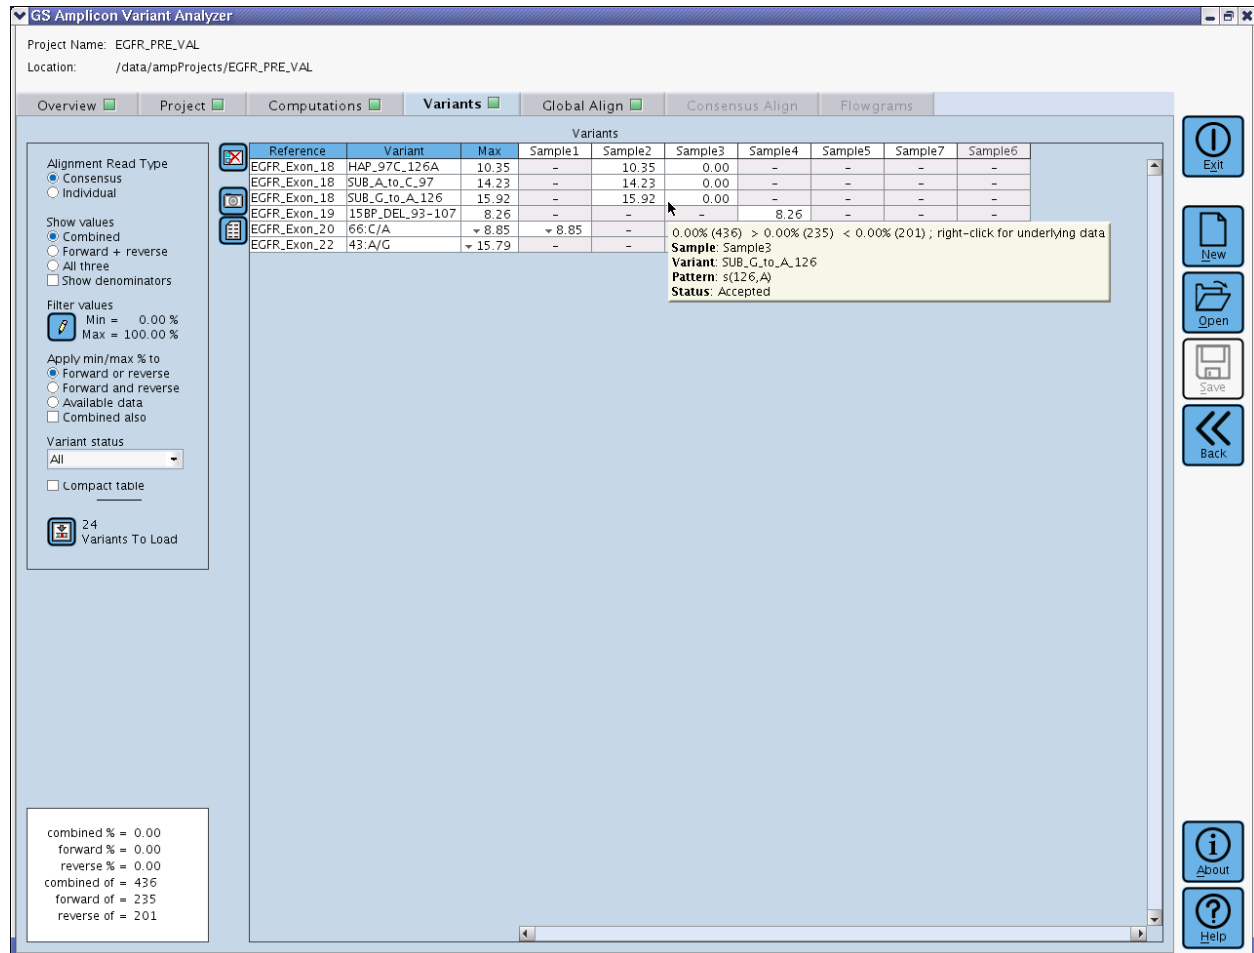 GS Amplicon Variant Analyzer
Project Name: EGFR_PRE_VAL
Location: /data/ampProjects/EGFR_PRE_VAL
Overview Project Computations Variants Global Align Consensus Align Flowgrams
Variants
Alignment Read Type
Consensus
Individual
Show values
Combined
Forward + reverse
All three
Show denominators
Filter values
Min = 0.00 %
Max = 100.00 %
Apply min/max % to
Forward or reverse
Forward and reverse
Available data
Combined also
Variant status
All
Compact table
24
Variants To Load
Reference Variant Max Sample1 Sample2 Sample3 Sample4 Sample5 Sample7 Sample6
EGFR_Exon_18 HAP_97C_126A 10.35 – 10.35 0.00 – – – –
EGFR_Exon_18 SUB_A_to_C_97 14.23 – 14.23 0.00 – – – –
EGFR_Exon_18 SUB_G_to_A_126 15.92 – 15.92 0.00 – – – –
EGFR_Exon_19 15BP_DEL_93-107 8.26 – – – 8.26 – – –
EGFR_Exon_20 66:C/A 8.85 8.85 –
EGFR_Exon_22 43:A/G 15.79 – –
0.00% (436) > 0.00% (235) < 0.00% (201) ; right-click for underlying data
Sample: Sample3
Variant: SUB_G_to_A_126
Pattern: s(126,A)
Status: Accepted
combined % = 0.00
forward % = 0.00
reverse % = 0.00
combined of = 436
forward of = 235
reverse of = 201
Exit
New
Open
Save
Back
About
Help